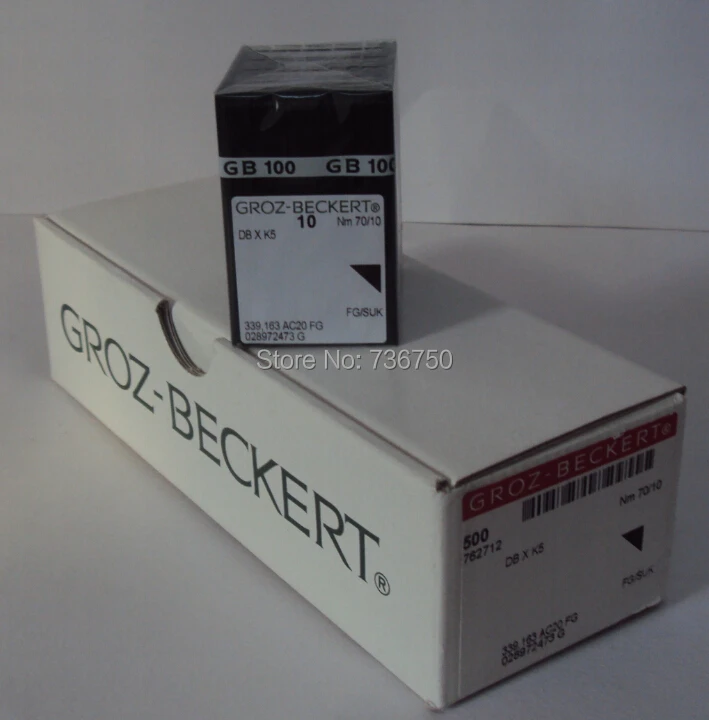 GB 100 GB 100
GROZ-BECKERT®
10 Nm 70/10
DB X K5
FG/SUK
339,163 AC20 FG
028972473 G
Store No: 736750
GROZ-BECKERT®
GROZ-BECKERT®
Nm 70/10
500
762712
DB X K5
FG/SUK
339,163 AC20 FG
028972473 G